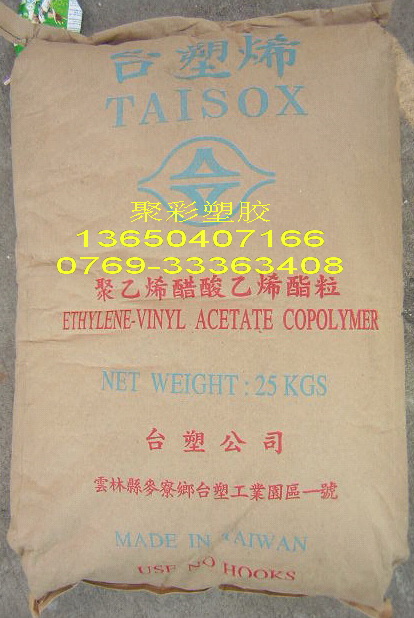 台塑烯
TAISOX
聚彩塑胶
13650407166
0769-33363408
聚乙烯醋酸乙烯酯粒
ETHYLENE-VINYL ACETATE COPOLYMER
NET WEIGHT : 25 KGS
台塑公司
雲林縣麥寮鄉台塑工業園區一號
MADE IN TAIWAN
USE NO HOOKS